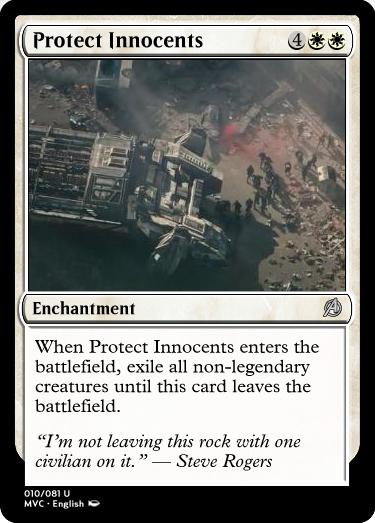 Protect Innocents 4
Enchantment
When Protect Innocents enters the
battlefield, exile all non-legendary
creatures until this card leaves the
battlefield.
“I'm not leaving this rock with one
civilian on it.” — Steve Rogers
010/081 U
MVC • English